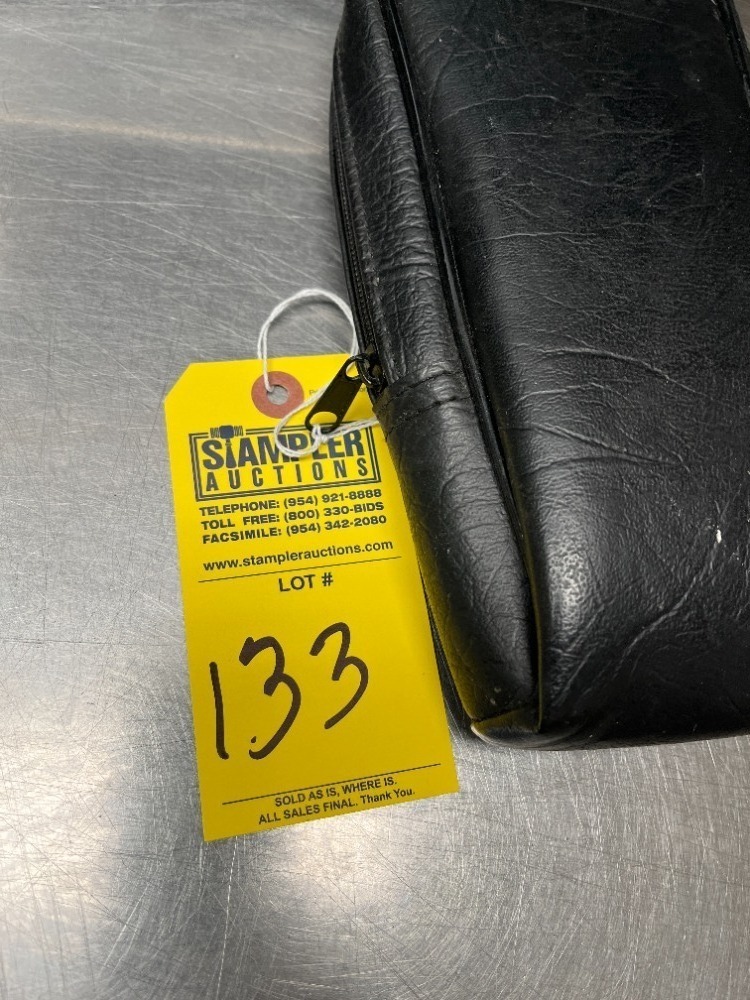 STAMPLER
AUCTIONS
TELEPHONE: (954) 921-8888
TOLL FREE: (800) 330-BIDS
FACSIMILE: (954) 342-2080
www.stamplerauctions.com
LOT #
133
SOLD AS IS, WHERE IS.
ALL SALES FINAL. Thank You.